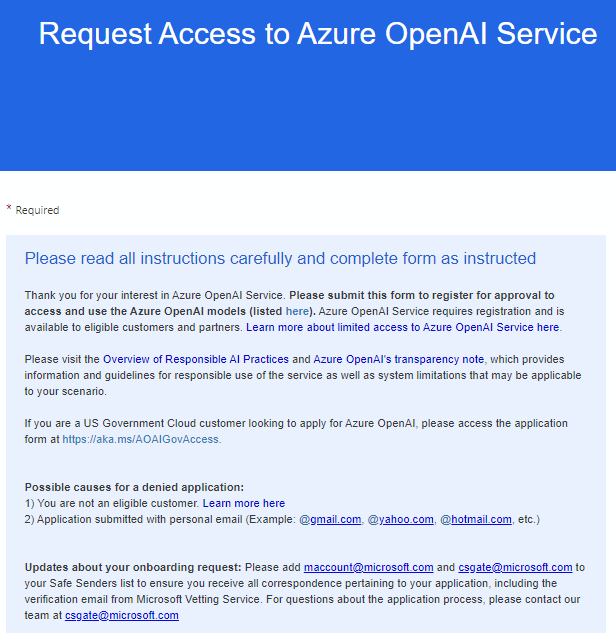 Request Access to Azure OpenAI Service
* Required
Please read all instructions carefully and complete form as instructed
Thank you for your interest in Azure OpenAI Service. Please submit this form to register for approval to
access and use the Azure OpenAI models (listed here). Azure OpenAI Service requires registration and is
available to eligible customers and partners. Learn more about limited access to Azure OpenAI Service here.
Please visit the Overview of Responsible AI Practices and Azure OpenAI's transparency note, which provides
information and guidelines for responsible use of the service as well as system limitations that may be applicable
to your scenario.
If you are a US Government Cloud customer looking to apply for Azure OpenAI, please access the application
form at https://aka.ms/AOAIGovAccess.
Possible causes for a denied application:
1) You are not an eligible customer. Learn more here
2) Application submitted with personal email (Example: @gmail.com, @yahoo.com, @hotmail.com, etc.)
Updates about your onboarding request: Please add maccount@microsoft.com and csgate@microsoft.com to
your Safe Senders list to ensure you receive all correspondence pertaining to your application, including the
verification email from Microsoft Vetting Service. For questions about the application process, please contact our
team at csgate@microsoft.com